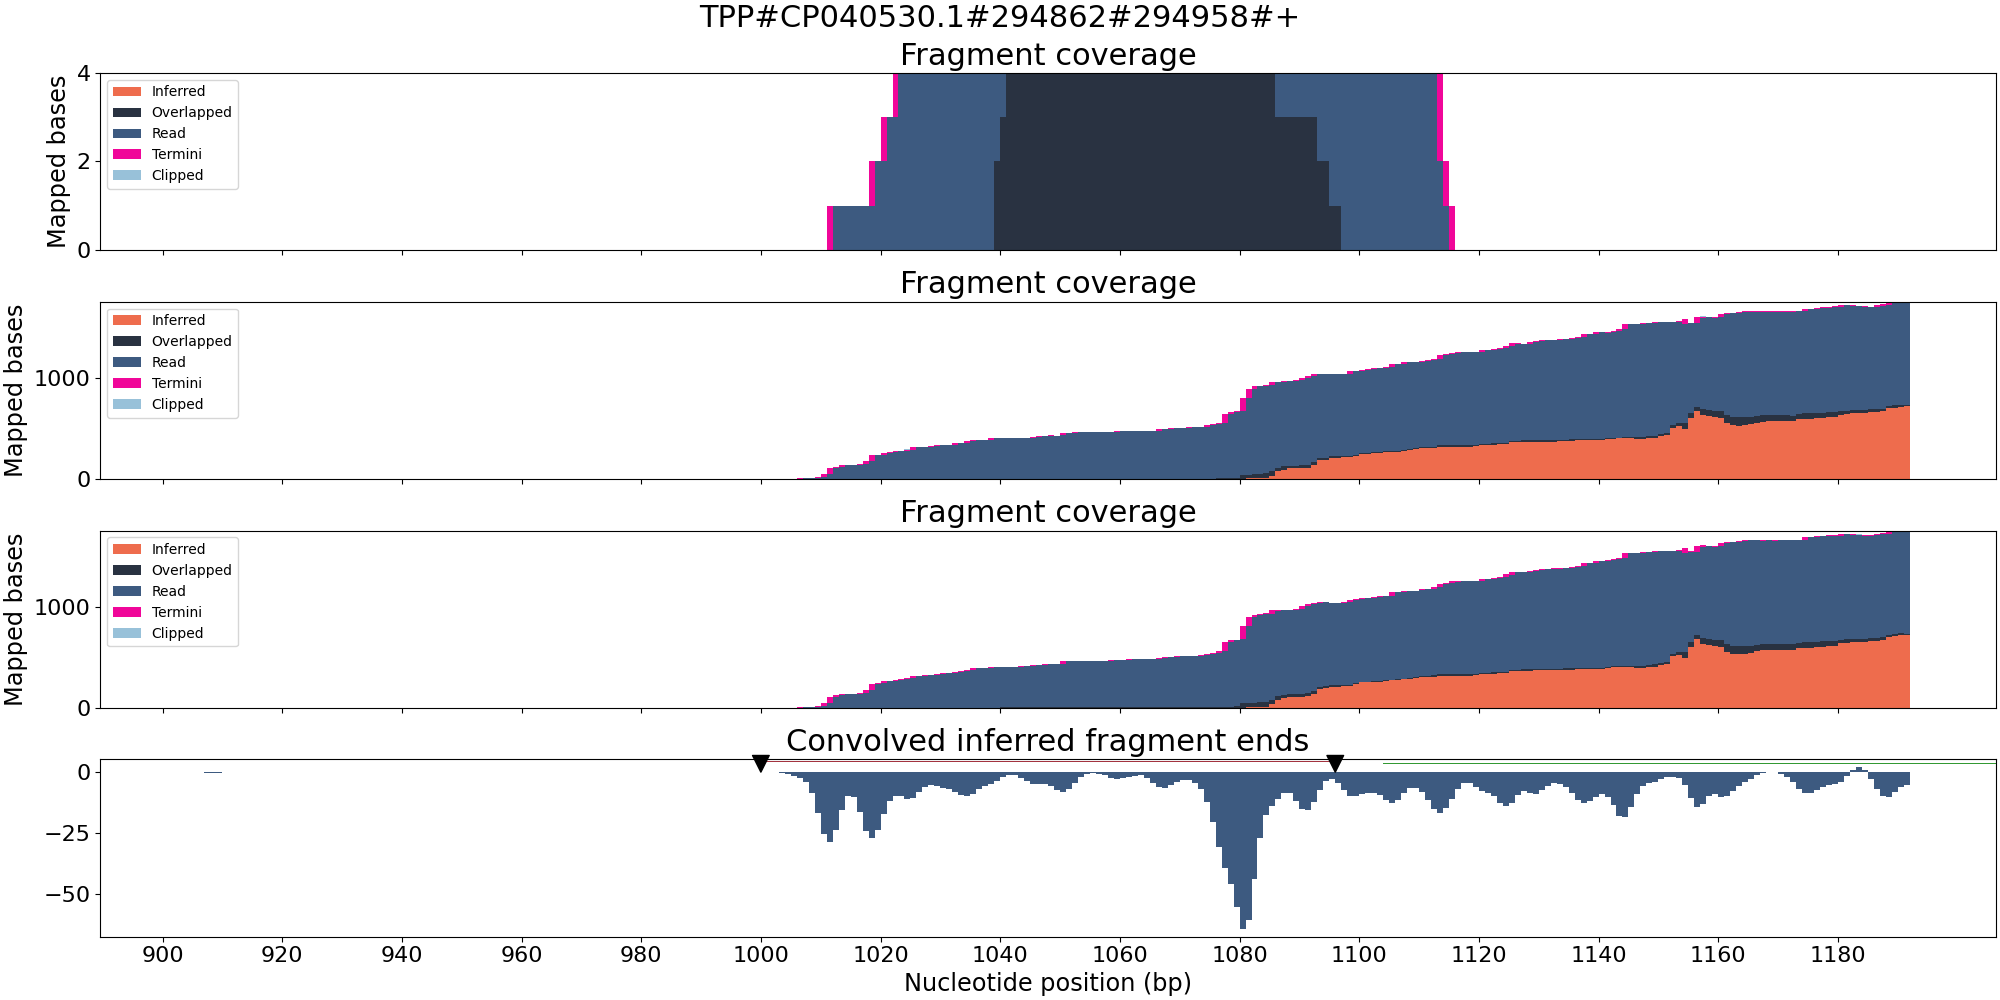 TPP#CP040530.1#294862#294958#+
Fragment coverage
Mapped bases
4
2
0
Inferred
Overlapped
Read
Termini
Clipped
Fragment coverage
Mapped bases
1000
0
Inferred
Overlapped
Read
Termini
Clipped
Fragment coverage
Mapped bases
1000
0
Inferred
Overlapped
Read
Termini
Clipped
Convolved inferred fragment ends
0
−25
−50
900 920 940 960 980 1000 1020 1040 1060 1080 1100 1120 1140 1160 1180
Nucleotide position (bp)